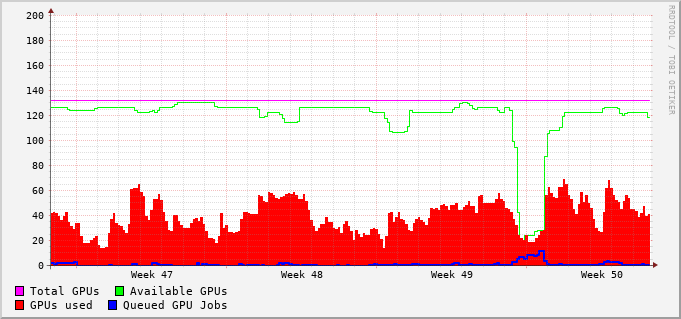 RRDTOOL / TOBI OETIKER
200
180
160
140
120
100
80
60
40
20
0
Week 47 Week 48 Week 49 Week 50
Total GPUs Available GPUs
GPUs used Queued GPU Jobs